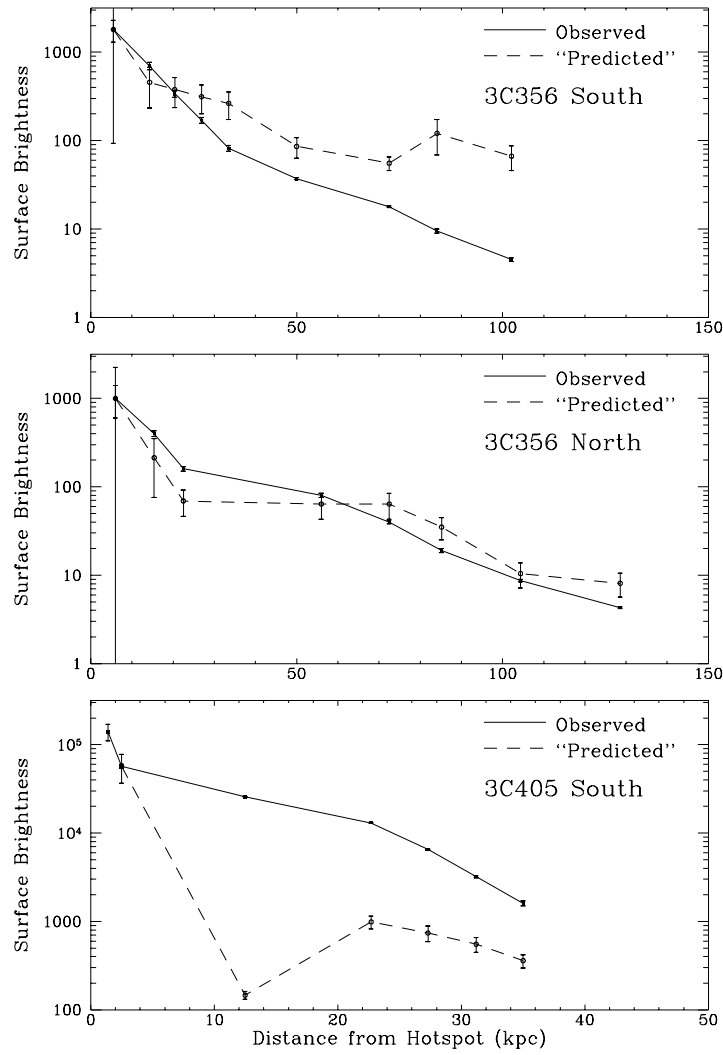 Surface Brightness
1000
100
10
1
Observed
“Predicted”
3C356 South
0 50 100 150
Surface Brightness
1000
100
10
1
Observed
“Predicted”
3C356 North
0 50 100 150
Surface Brightness
10⁵
10⁴
1000
100
Observed
“Predicted”
3C405 South
0 10 20 30 40 50
Distance from Hotspot (kpc)